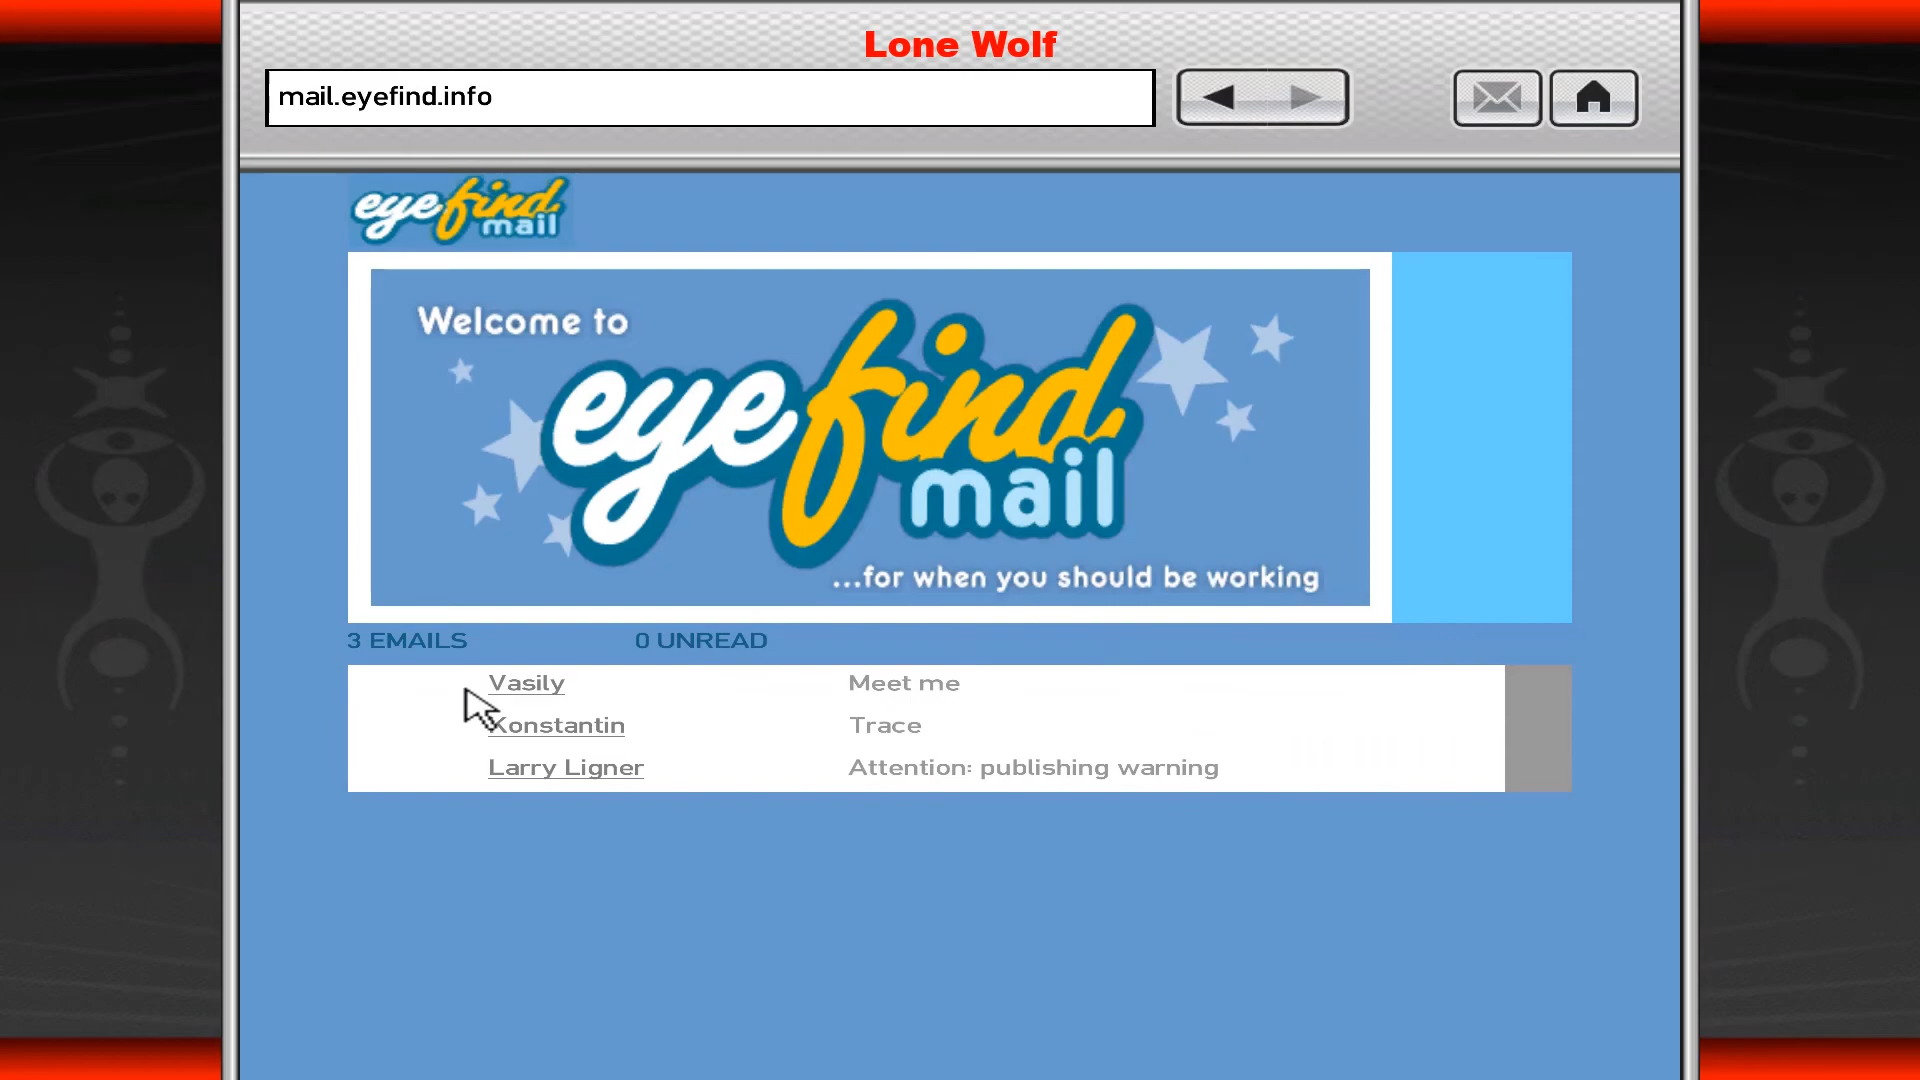 Lone Wolf
mail.eyefind.info
eyefind
mail
Welcome to
eyefind
mail
...for when you should be working
3 EMAILS 0 UNREAD
Vasily Meet me
Konstantin Trace
Larry Ligner Attention: publishing warning